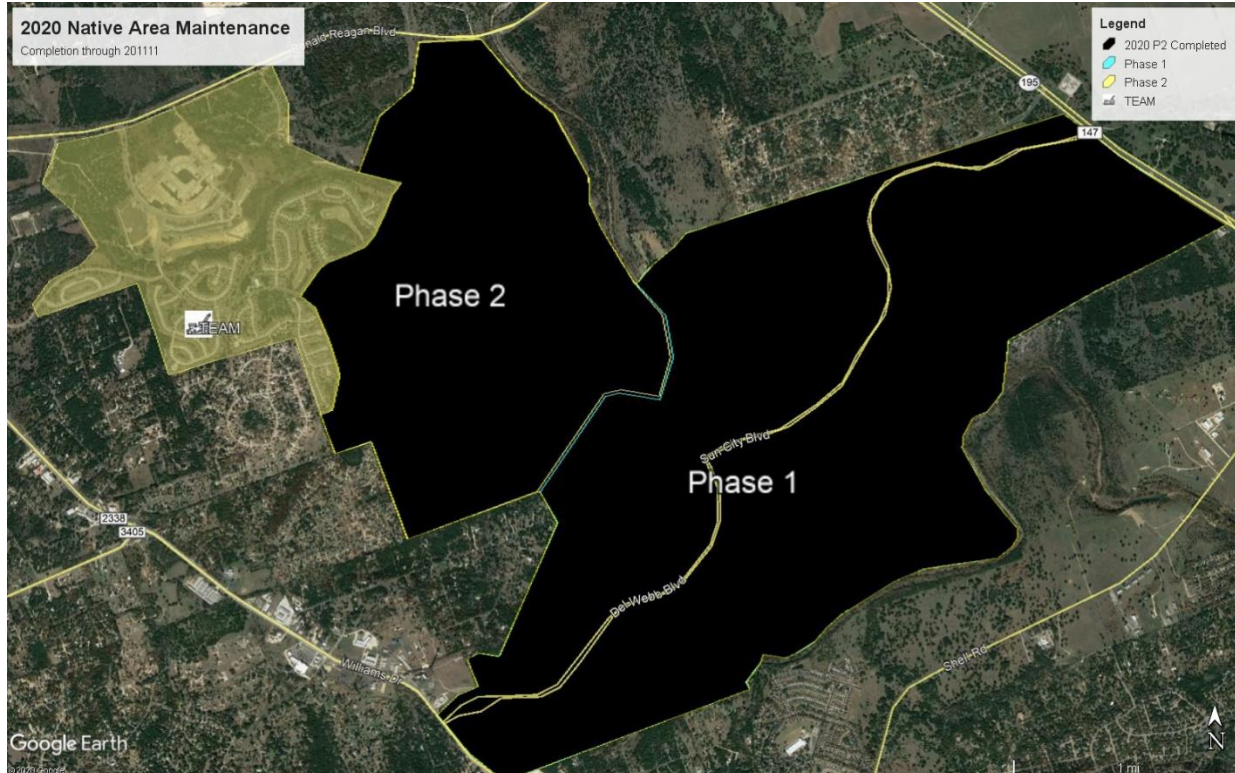 2020 Native Area Maintenance
Completion through 201111
Ronald Reagan Blvd
Legend
2020 P2 Completed
Phase 1
Phase 2
TEAM
195
147
Phase 2
TEAM
Sun City Blvd
Phase 1
2338
3405
Del Webb Blvd
Williams Dr
Shell Rd
Google Earth
© 2020 Google
N
1 mi